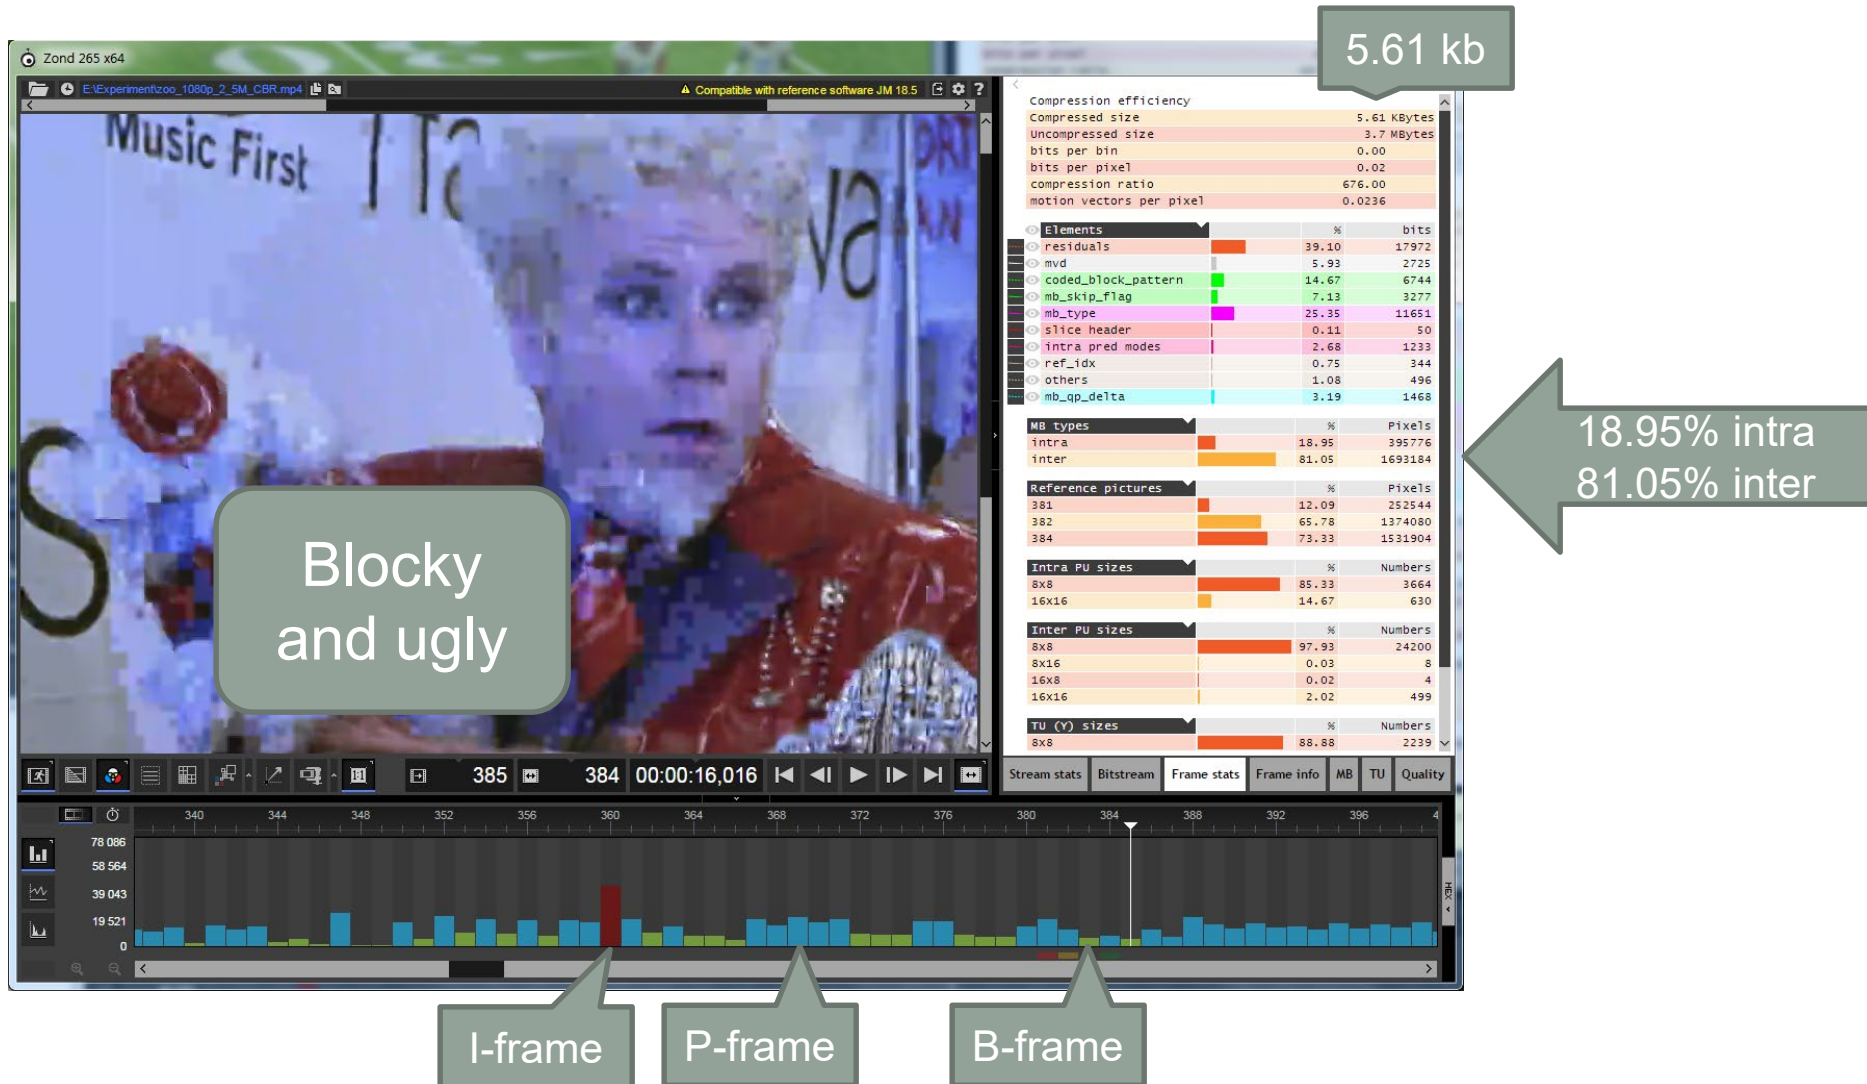 5.61 kb
Zond 265 x64
E:\Experiment\zoo_1080p_2_5M_CBR.mp4
Compatible with reference software JM 18.5
?
Music First
Blocky
and ugly
Compression efficiency
Compressed size 5.61 KBytes
Uncompressed size 3.7 MBytes
bits per bin 0.00
bits per pixel 0.02
compression ratio 676.00
motion vectors per pixel 0.0236
Elements % bits
residuals 39.10 17972
mvd 5.93 2725
coded_block_pattern 14.67 6744
mb_skip_flag 7.13 3277
mb_type 25.35 11651
slice header 0.11 50
intra pred modes 2.68 1233
ref_idx 0.75 344
others 1.08 496
mb_qp_delta 3.19 1468
MB types % Pixels
intra 18.95 395776
inter 81.05 1693184
Reference pictures % Pixels
381 12.09 252544
382 65.78 1374080
384 73.33 1531904
Intra PU sizes % Numbers
8x8 85.33 3664
16x16 14.67 630
Inter PU sizes % Numbers
8x8 97.93 24200
8x16 0.03 8
16x8 0.02 4
16x16 2.02 499
TU (Y) sizes % Numbers
8x8 88.88 2239
18.95% intra
81.05% inter
385 384 00:00:16,016
Stream stats Bitstream Frame stats Frame info MB TU Quality
340 344 348 352 356 360 364 368 372 376 380 384 388 392 396 4
78 086
58 564
39 043
19 521
0
HEX
I-frame
P-frame
B-frame